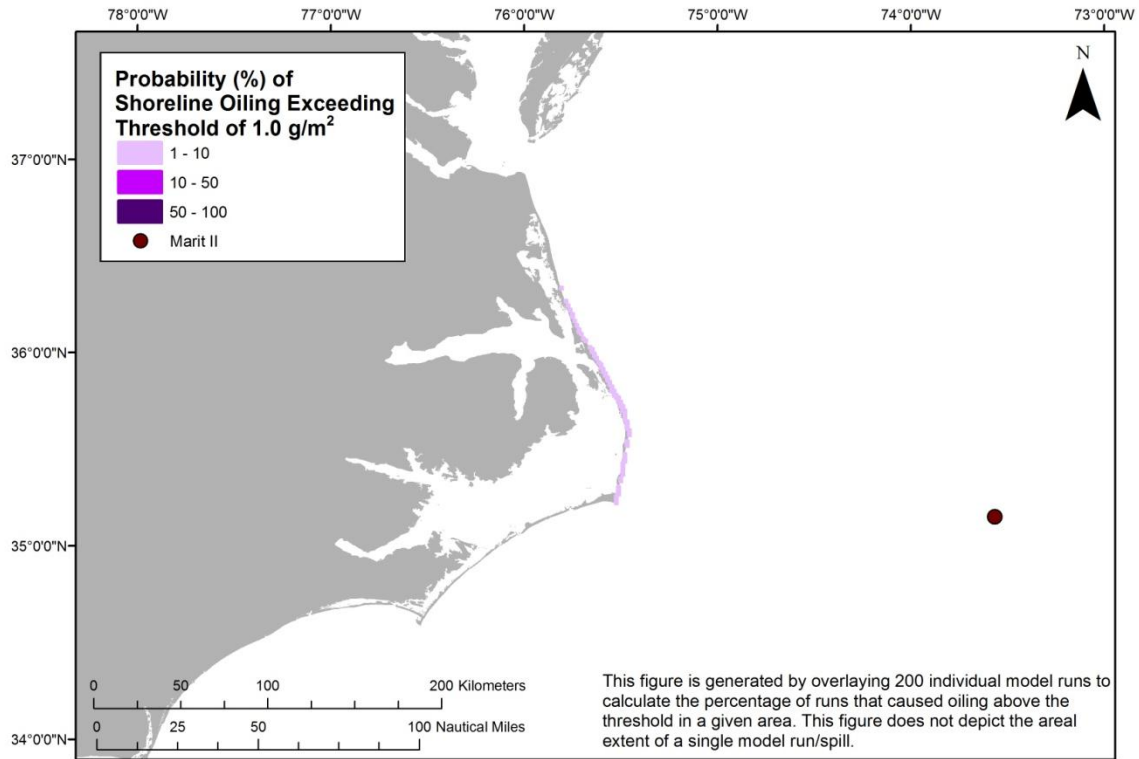 78°0'0"W 77°0'0"W 76°0'0"W 75°0'0"W 74°0'0"W 73°0'0"W
Probability (%) of
Shoreline Oiling Exceeding
Threshold of 1.0 g/m²
1 - 10
10 - 50
50 - 100
Marit II
N
37°0'0"N
36°0'0"N
35°0'0"N
34°0'0"N
0 50 100 200 Kilometers
0 25 50 100 Nautical Miles
This figure is generated by overlaying 200 individual model runs to
calculate the percentage of runs that caused oiling above the
threshold in a given area. This figure does not depict the areal
extent of a single model run/spill.